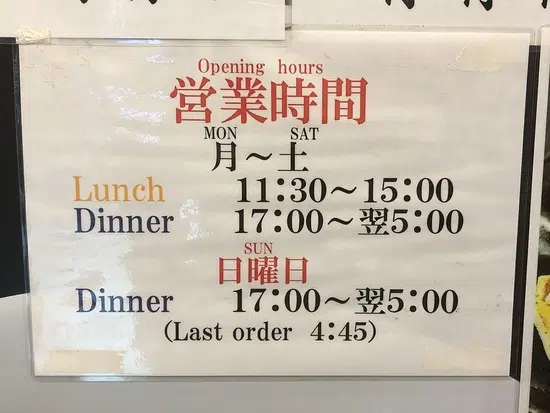 Opening hours
営業時間
MON SAT
月～土
Lunch 11:30～15:00
Dinner 17:00～翌5:00
SUN
日曜日
Dinner 17:00～翌5:00
(Last order 4:45)